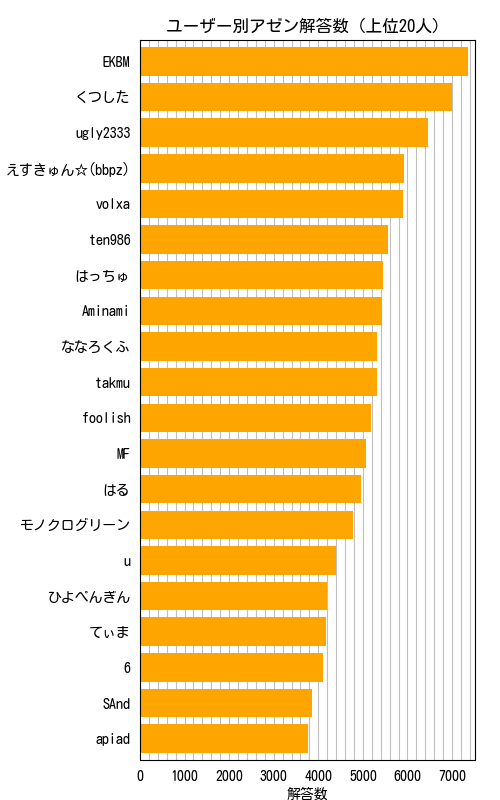 ユーザー別アゼン解答数 (上位20人)
EKBM
くつした
ugly2333
えすきゅん☆(bbpz)
volxa
ten986
はっちゅ
Aminami
ななろくふ
takmu
foolish
MF
はる
モノクログリーン
u
ひよぺんぎん
てぃま
6
SAnd
apiad
0 1000 2000 3000 4000 5000 6000 7000
解答数